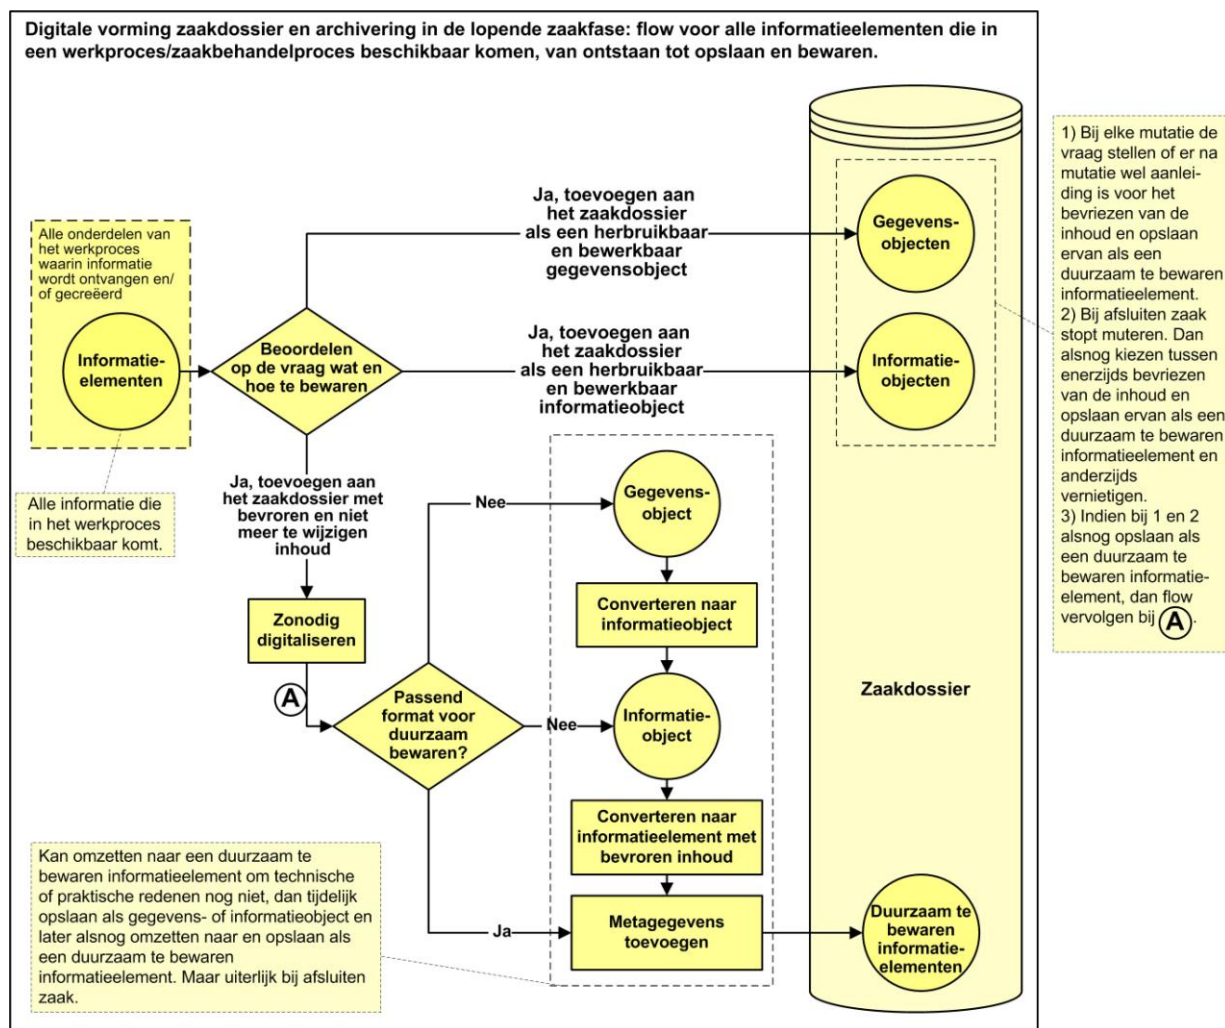 Digitale vorming zaakdossier en archivering in de lopende zaakfase: flow voor alle informatieelementen die in
een werkproces/zaakbehandelproces beschikbaar komen, van ontstaan tot opslaan en bewaren.
Alle onderdelen van
het werkproces
waarin informatie
wordt ontvangen en/
of gecreëerd
Informatie-
elementen
Alle informatie die
in het werkproces
beschikbaar komt.
Beoordelen
op de vraag wat en
hoe te bewaren
Ja, toevoegen aan
het zaakdossier
als een herbruikbaar
en bewerkbaar
gegevensobject
Ja, toevoegen aan
het zaakdossier
als een herbruikbaar
en bewerkbaar
informatieobject
Ja, toevoegen aan
het zaakdossier met
bevroren en niet
meer te wijzigen
inhoud
Zonodig
digitaliseren
A
Passend
format voor
duurzaam
bewaren?
Nee
Nee
Ja
Gegevens-
object
Converteren naar
informatieobject
Informatie-
object
Converteren naar
informatieelement met
bevroren inhoud
Metagegevens
toevoegen
Kan omzetten naar een duurzaam te
bewaren informatieelement om technische
of praktische redenen nog niet, dan tijdelijk
opslaan als gegevens- of informatieobject en
later alsnog omzetten naar en opslaan als
een duurzaam te bewaren
informatieelement. Maar uiterlijk bij afsluiten
zaak.
Gegevens-
objecten
Informatie-
objecten
Zaakdossier
Duurzaam te
bewaren
informatie-
elementen
1) Bij elke mutatie de
vraag stellen of er na
mutatie wel aanlei-
ding is voor het
bevriezen van de
inhoud en opslaan
ervan als een
duurzaam te bewaren
informatieelement.
2) Bij afsluiten zaak
stopt muteren. Dan
alsnog kiezen tussen
enerzijds bevriezen
van de inhoud en
opslaan ervan als een
duurzaam te bewaren
informatieelement en
anderzijds
vernietigen.
3) Indien bij 1 en 2
alsnog opslaan als
een duurzaam te
bewaren informatie-
element, dan flow
vervolgen bij A.